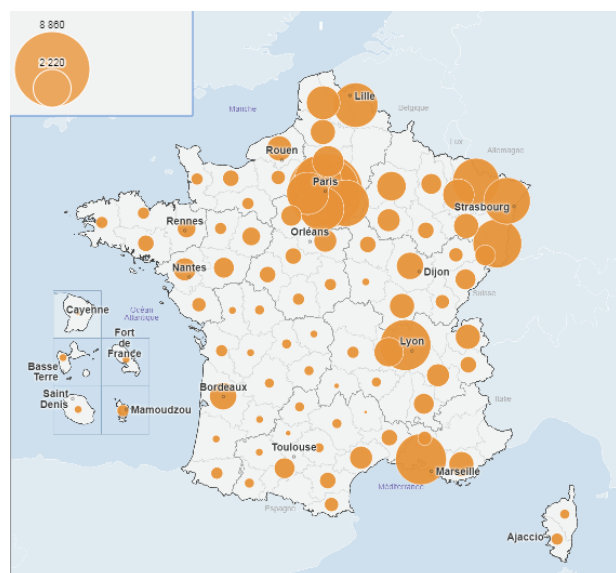 8 860
2 220
Lille
Manche
Belgique
Lux.
Allemagne
Rouen
Paris
Strasbourg
Rennes
Orléans
Nantes
Dijon
Suisse
Cayenne
Océan
Atlantique
Fort
de France
Lyon
Basse
Terre
Bordeaux
Saint
Denis
Mamoudzou
Italie
Toulouse
Marseille
Méditerranée
Espagne
Ajaccio